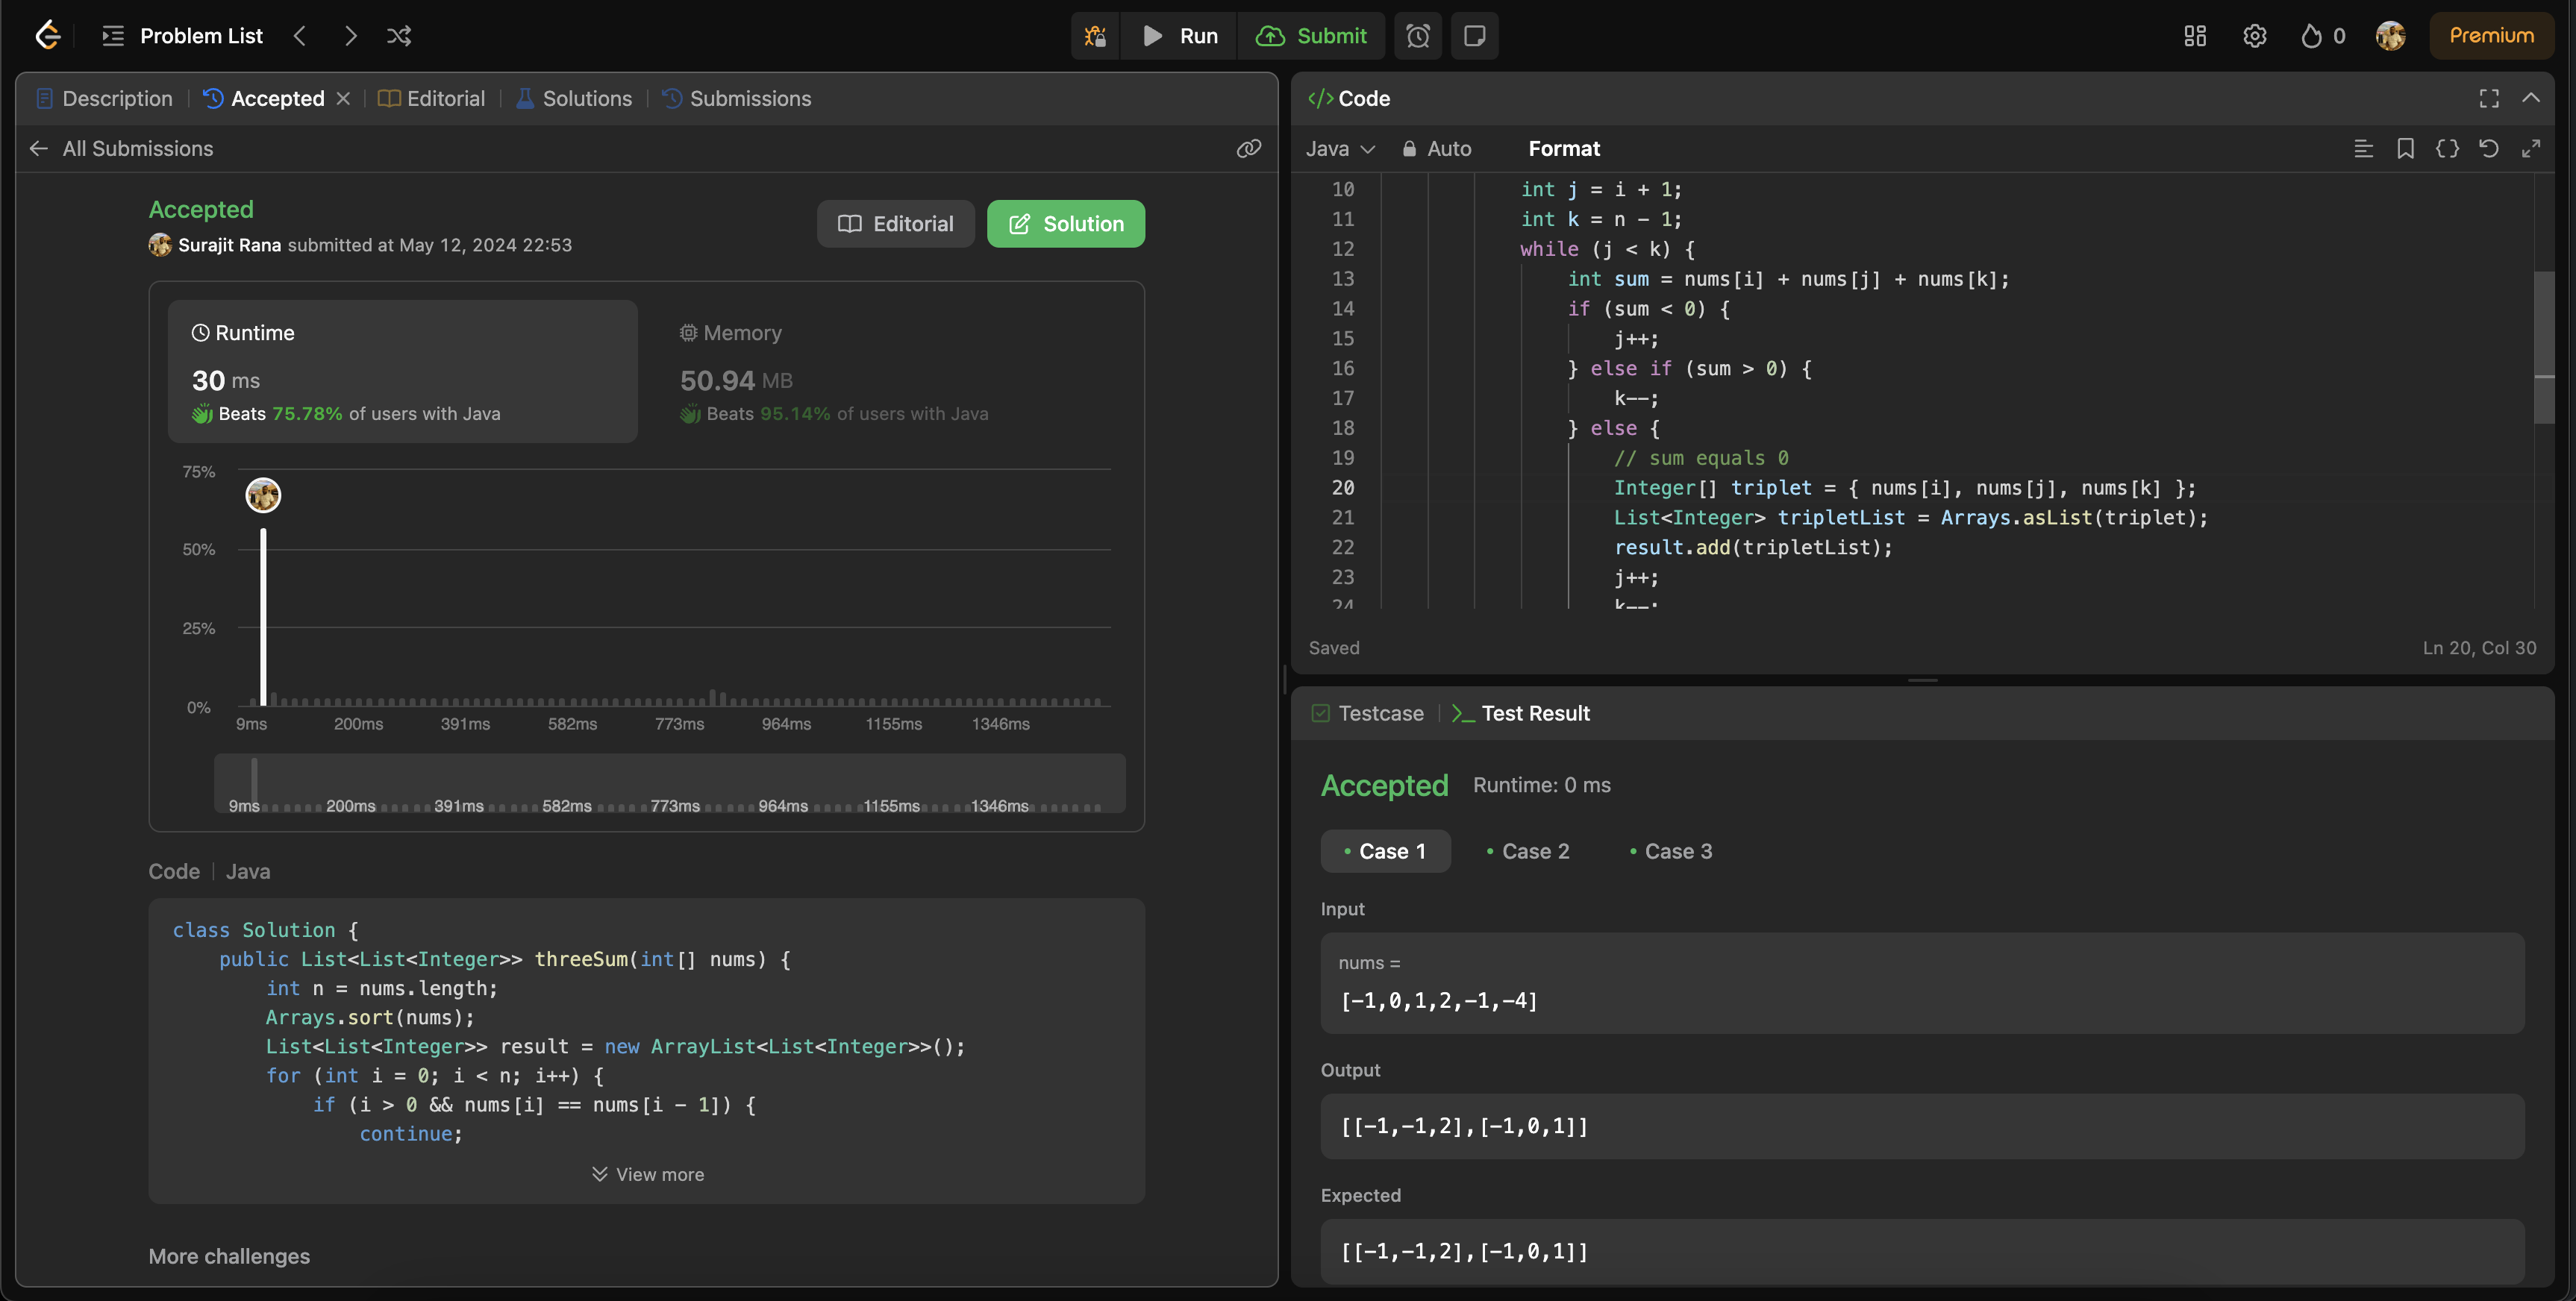 Problem List
Run
Submit
0
Premium
Description
Accepted
Editorial
Solutions
Submissions
All Submissions
Accepted
Surajit Rana submitted at May 12, 2024 22:53
Editorial
Solution
Runtime
30 ms
Beats 75.78% of users with Java
Memory
50.94 MB
Beats 95.14% of users with Java
75%
50%
25%
0%
9ms 200ms 391ms 582ms 773ms 964ms 1155ms 1346ms
9ms 200ms 391ms 582ms 773ms 964ms 1155ms 1346ms
Code | Java
class Solution {
    public List<List<Integer>> threeSum(int[] nums) {
        int n = nums.length;
        Arrays.sort(nums);
        List<List<Integer>> result = new ArrayList<List<Integer>>();
        for (int i = 0; i < n; i++) {
            if (i > 0 && nums[i] == nums[i - 1]) {
                continue;
View more
More challenges
</> Code
Java
Auto
Format
10 int j = i + 1;
11 int k = n - 1;
12 while (j < k) {
13     int sum = nums[i] + nums[j] + nums[k];
14     if (sum < 0) {
15         j++;
16     } else if (sum > 0) {
17         k--;
18     } else {
19         // sum equals 0
20         Integer[] triplet = { nums[i], nums[j], nums[k] };
21         List<Integer> tripletList = Arrays.asList(triplet);
22         result.add(tripletList);
23         j++;
24         k--;
Saved
Ln 20, Col 30
Testcase
Test Result
Accepted
Runtime: 0 ms
• Case 1
• Case 2
• Case 3
Input
nums =
[-1,0,1,2,-1,-4]
Output
[[-1,-1,2],[-1,0,1]]
Expected
[[-1,-1,2],[-1,0,1]]